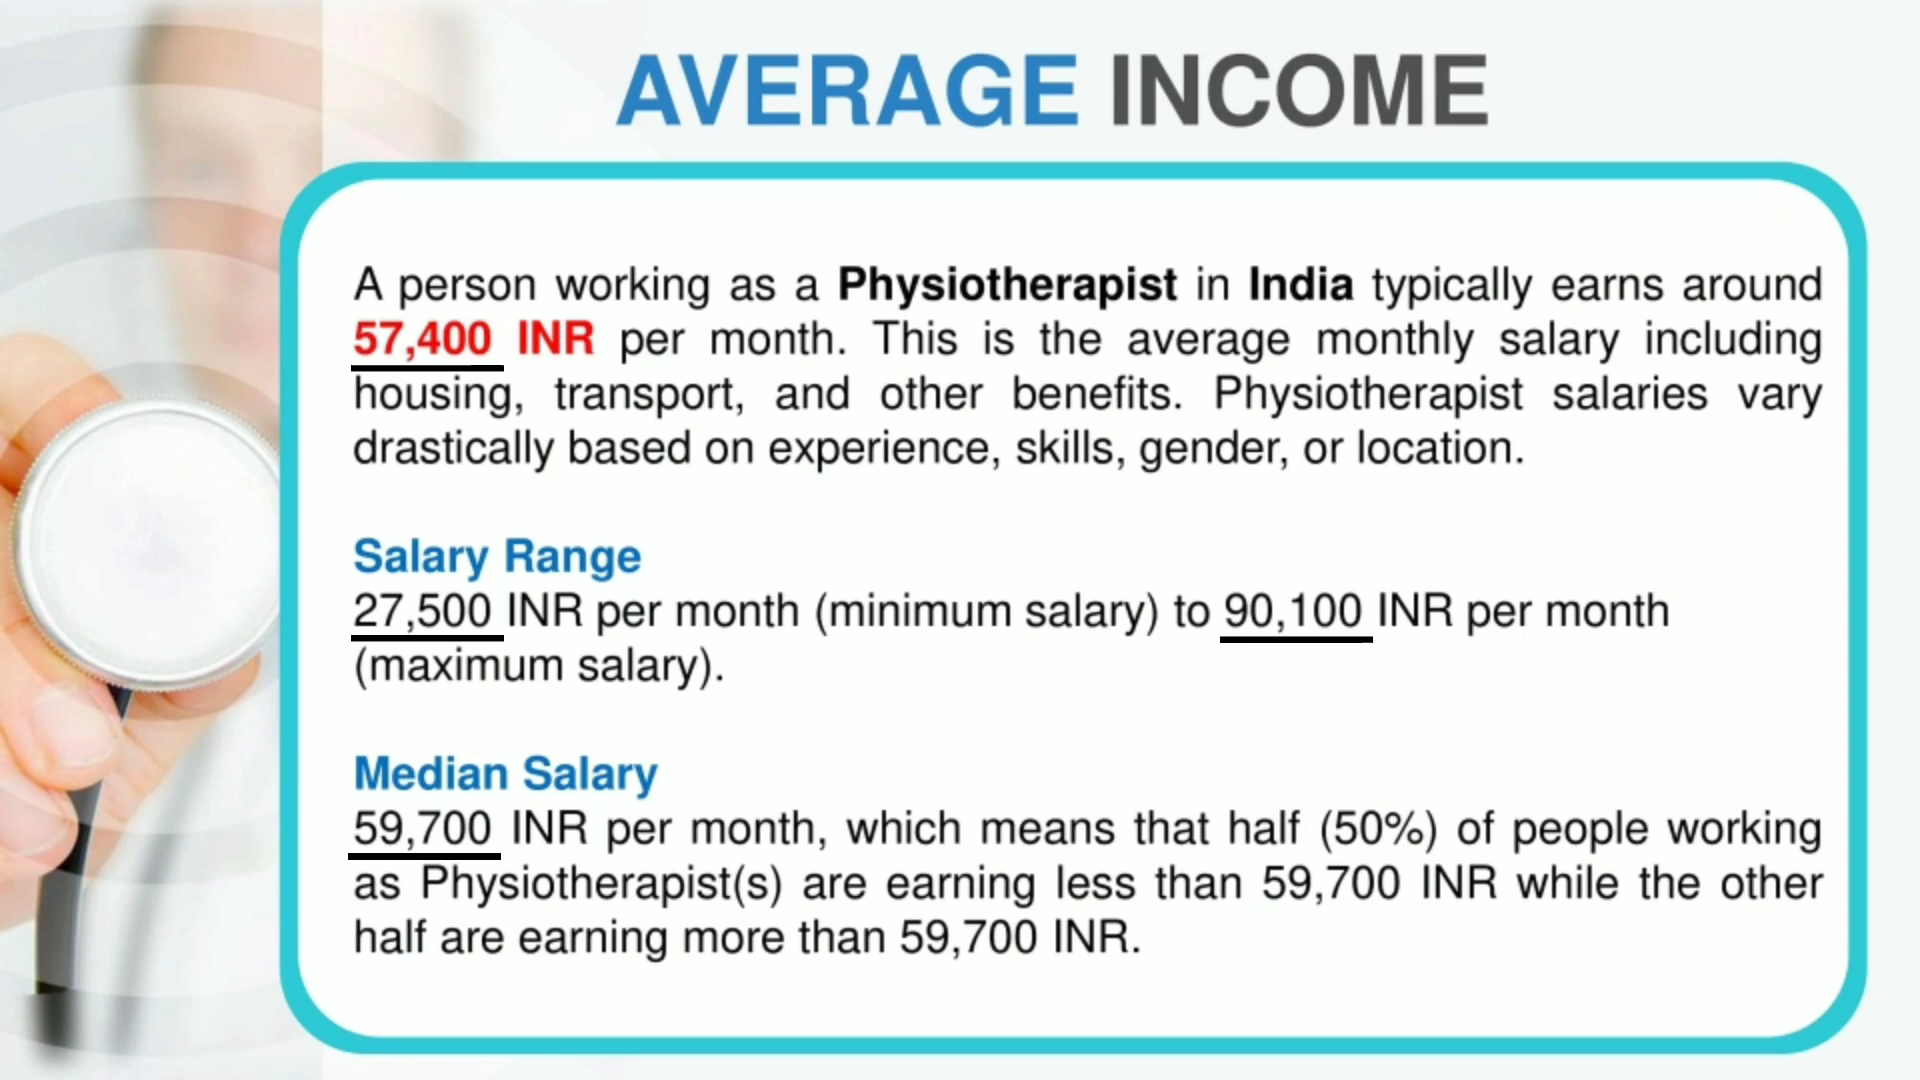 AVERAGE INCOME
A person working as a Physiotherapist in India typically earns around
57,400 INR per month. This is the average monthly salary including
housing, transport, and other benefits. Physiotherapist salaries vary
drastically based on experience, skills, gender, or location.
Salary Range
27,500 INR per month (minimum salary) to 90,100 INR per month
(maximum salary).
Median Salary
59,700 INR per month, which means that half (50%) of people working
as Physiotherapist(s) are earning less than 59,700 INR while the other
half are earning more than 59,700 INR.